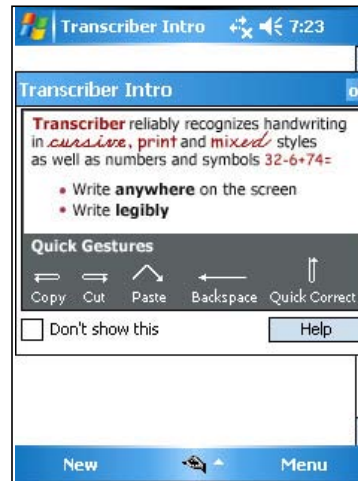 Transcriber Intro 7:23
Transcriber Intro
Transcriber reliably recognizes handwriting
in cursive, print and mixed styles
as well as numbers and symbols 32-6+74=
• Write anywhere on the screen
• Write legibly
Quick Gestures
Copy Cut Paste Backspace Quick Correct
Don't show this Help
New Menu